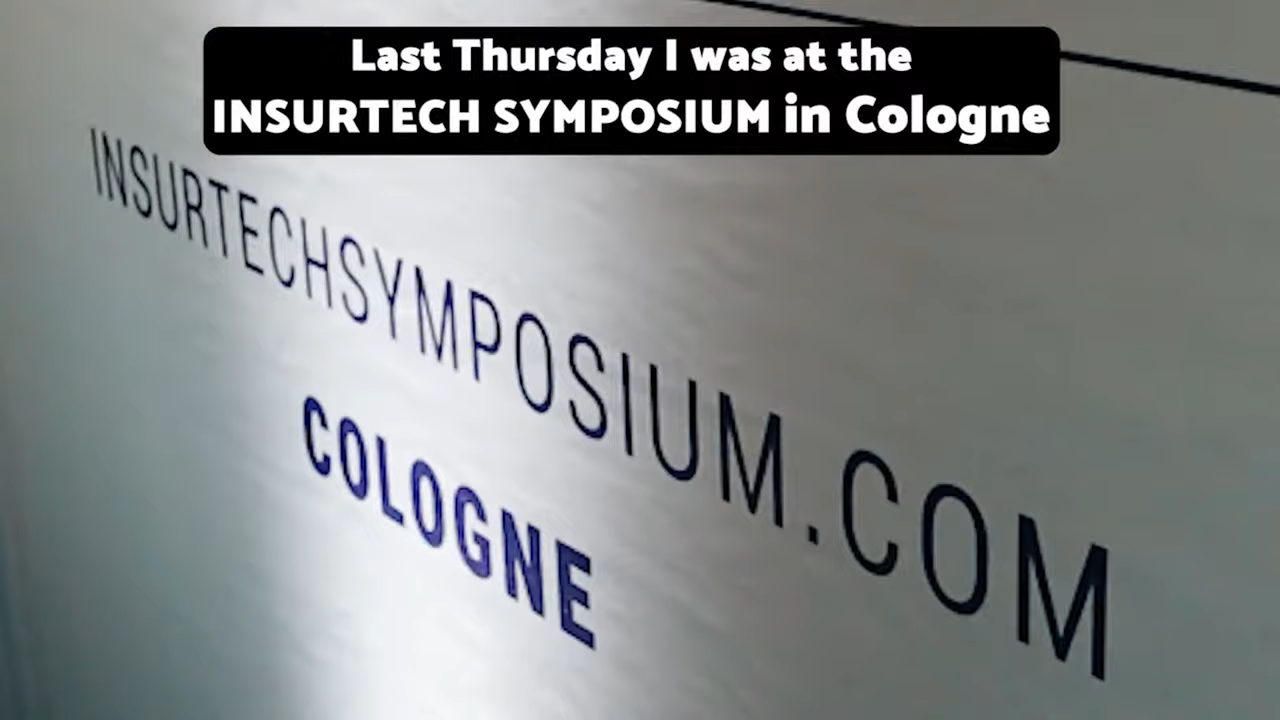 Last Thursday I was at the
INSURTECH SYMPOSIUM in Cologne
INSURTECHSYMPOSIUM.COM
COLOGNE